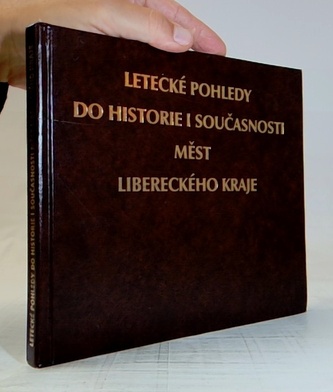 LETECKÉ POHLEDY
DO HISTORIE I SOUČASNOSTI
MĚST
LIBERECKÉHO KRAJE
LETECKÉ POHLEDY DO HISTORIE I SOUČASNOSTI